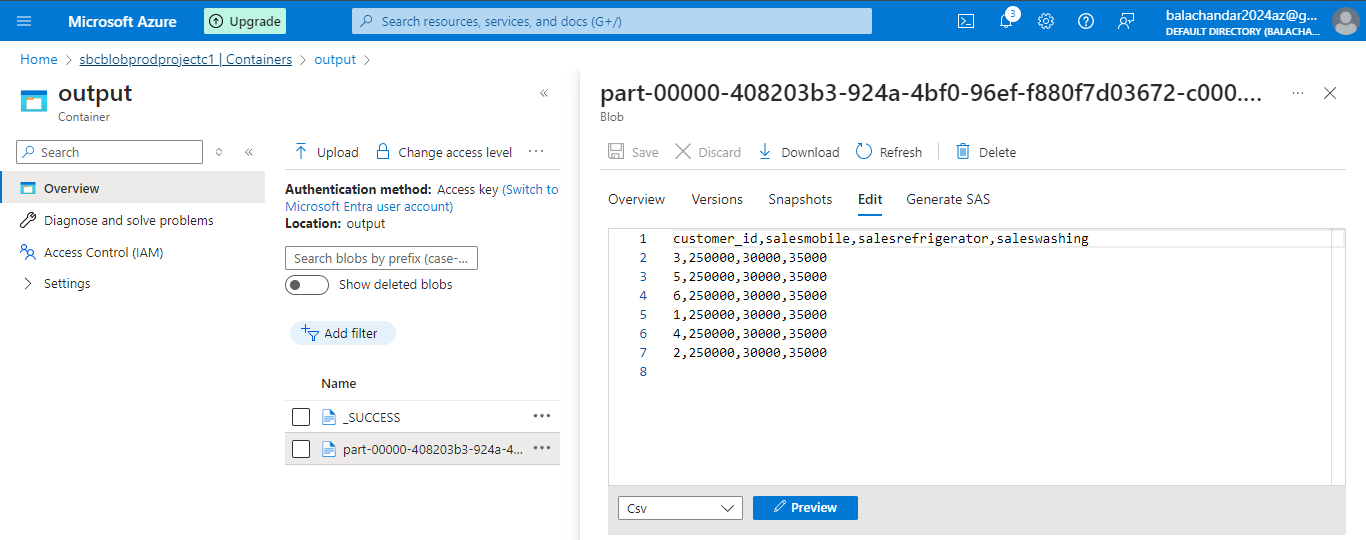 Microsoft Azure
Upgrade
Search resources, services, and docs (G+/)
3
balachandar2024az@g...
DEFAULT DIRECTORY (BALACHA...
Home > sbcblobprodprojectc1 | Containers > output >
output
Container
Search
Overview
Diagnose and solve problems
Access Control (IAM)
Settings
Upload
Change access level
Authentication method: Access key (Switch to
Microsoft Entra user account)
Location: output
Search blobs by prefix (case-...
Show deleted blobs
Add filter
Name
_SUCCESS
part-00000-408203b3-924a-4...
part-00000-408203b3-924a-4bf0-96ef-f880f7d03672-c000....
Blob
Save
Discard
Download
Refresh
Delete
Overview
Versions
Snapshots
Edit
Generate SAS
1 customer_id,salesmobile,salesrefrigerator,saleswashing
2 3,250000,30000,35000
3 5,250000,30000,35000
4 6,250000,30000,35000
5 1,250000,30000,35000
6 4,250000,30000,35000
7 2,250000,30000,35000
8
Csv
Preview